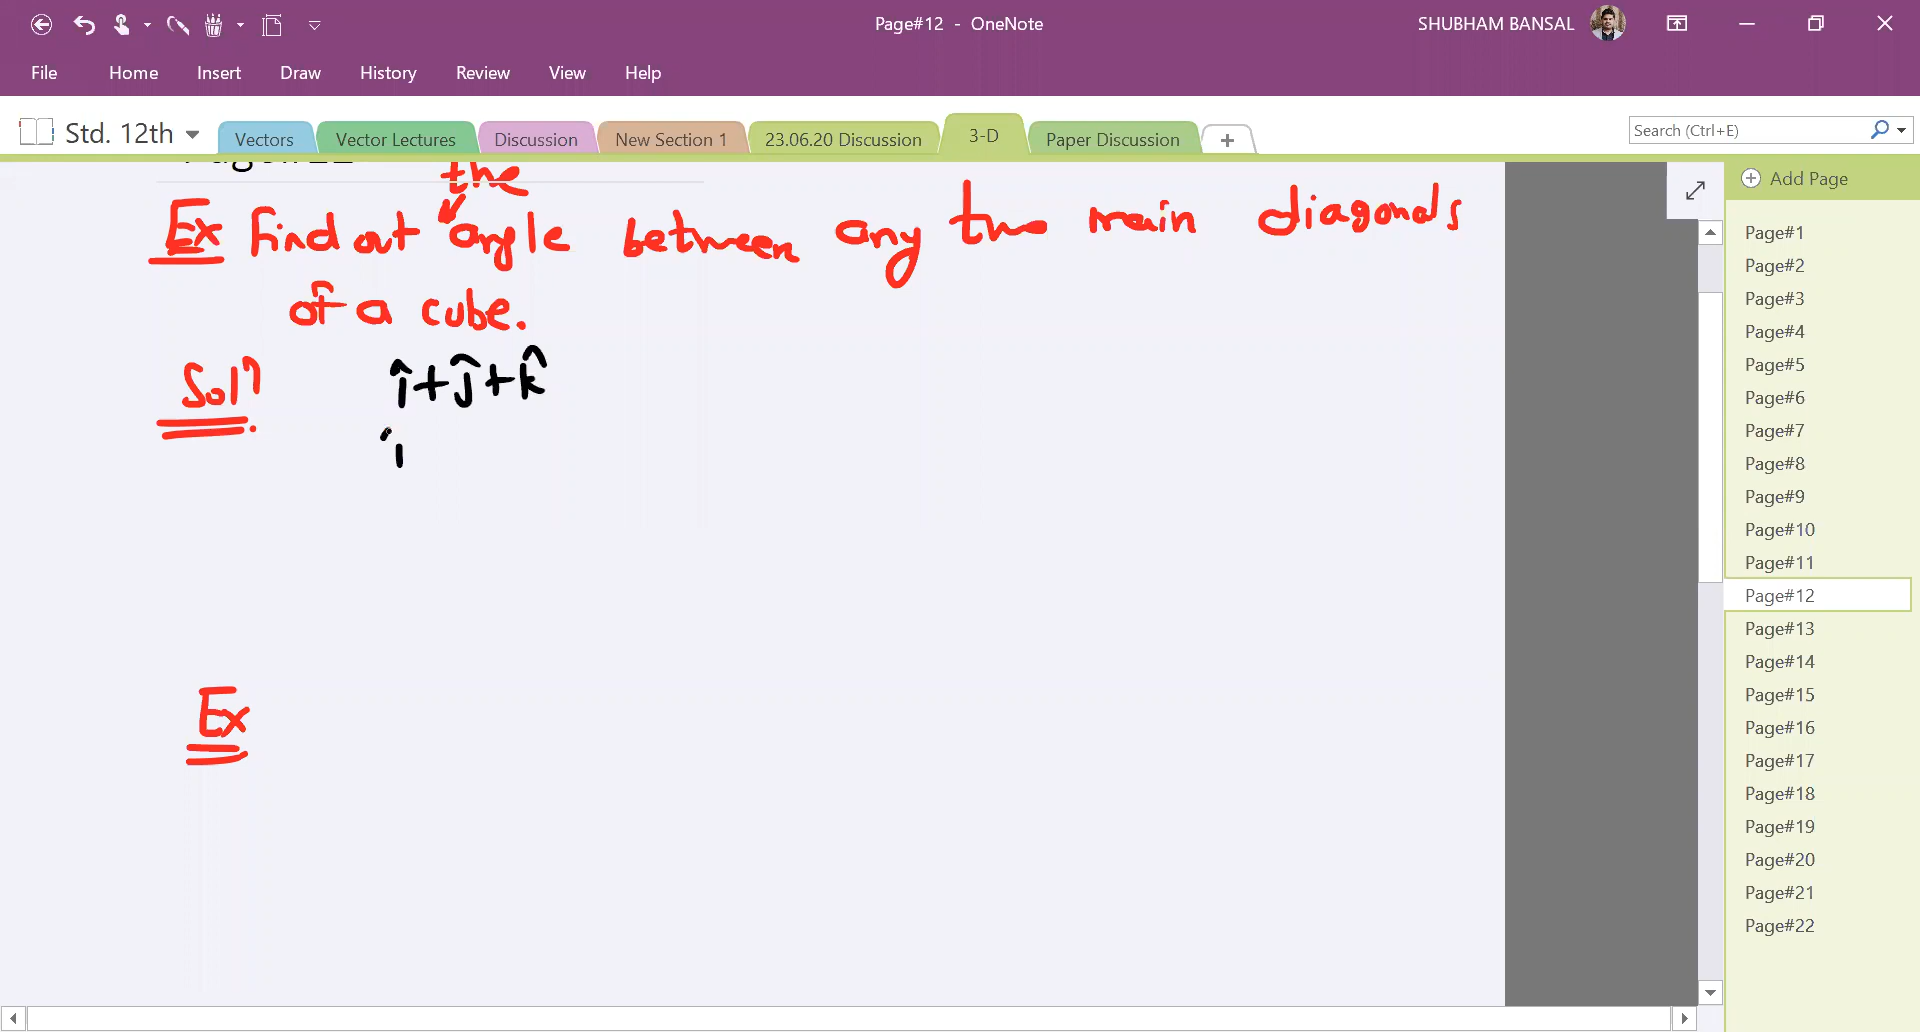 Page#12 - OneNote
SHUBHAM BANSAL
File Home Insert Draw History Review View Help
Std. 12th
Vectors
Vector Lectures
Discussion
New Section 1
23.06.20 Discussion
3-D
Paper Discussion
+
Search (Ctrl+E)
the
Ex Find out angle between any two main diagonals
of a cube.
Solⁿ.
î+ĵ+k̂
i
Ex
Add Page
Page#1
Page#2
Page#3
Page#4
Page#5
Page#6
Page#7
Page#8
Page#9
Page#10
Page#11
Page#12
Page#13
Page#14
Page#15
Page#16
Page#17
Page#18
Page#19
Page#20
Page#21
Page#22